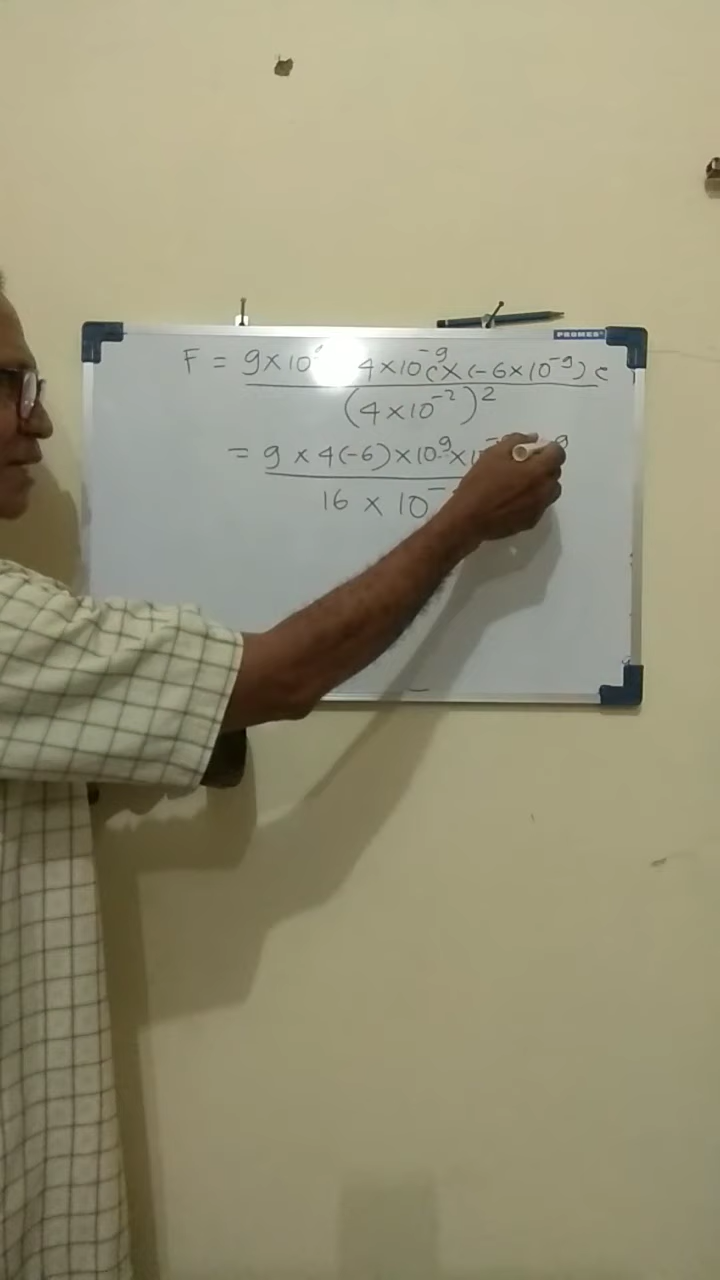 PROMEX
F = 9×10⁹ 4×10⁻⁹c×(-6×10⁻⁹)c
(4×10⁻²)²
= 9 × 4(-6)×10⁹×10
16 × 10⁻